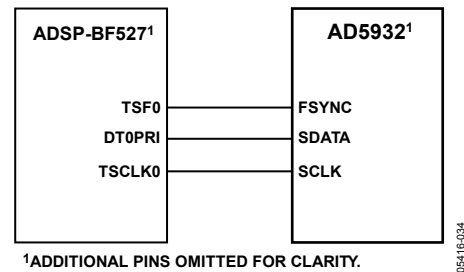 ADSP-BF527¹ AD5932¹
TSF0 FSYNC
DT0PRI SDATA
TSCLK0 SCLK
¹ADDITIONAL PINS OMITTED FOR CLARITY.
05416-034